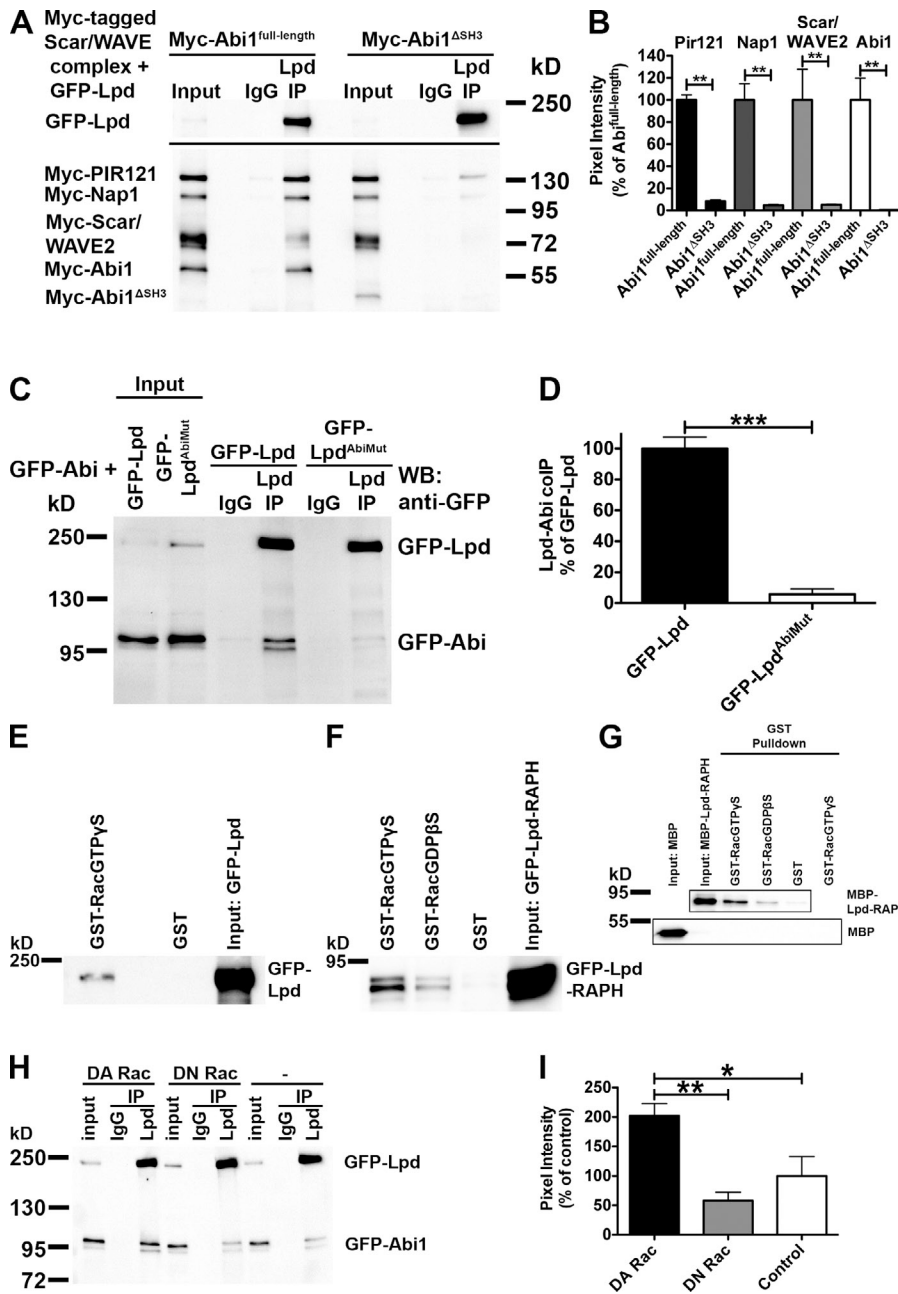 A
Myc-tagged
Scar/WAVE
complex +
GFP-Lpd
Myc-Abi1full-length
Myc-Abi1ΔSH3
Input
IgG
Lpd
IP
Input
IgG
Lpd
IP
kD
GFP-Lpd
250
Myc-PIR121
Myc-Nap1
Myc-Scar/
WAVE2
Myc-Abi1
Myc-Abi1ΔSH3
130
95
72
55
B
Pir121
Nap1
Scar/
WAVE2
Abi1
**
**
**
**
Pixel Intensity
(% of Abifull-length)
140
120
100
80
60
40
20
0
Abi1full-length
Abi1ΔSH3
Abi1full-length
Abi1ΔSH3
Abi1full-length
Abi1ΔSH3
Abi1full-length
Abi1ΔSH3
C
Input
GFP-Abi +
GFP-Lpd
GFP-
LpdAbiMut
GFP-Lpd
GFP-
LpdAbiMut
IgG
Lpd
IP
IgG
Lpd
IP
WB:
anti-GFP
kD
250
130
95
GFP-Lpd
GFP-Abi
D
***
Lpd-Abi coIP
% of GFP-Lpd
100
80
60
40
20
0
GFP-Lpd
GFP-LpdAbiMut
E
GST-RacGTPγS
GST
Input: GFP-Lpd
kD
250
GFP-
Lpd
F
GST-RacGTPγS
GST-RacGDPβS
GST
Input: GFP-Lpd-RAPH
kD
95
GFP-Lpd
-RAPH
G
GST
Pulldown
Input: MBP
Input: MBP-Lpd-RAPH
GST-RacGTPγS
GST-RacGDPβS
GST
GST-RacGTPγS
kD
95
55
MBP-
Lpd-RAP
MBP
H
DA Rac
DN Rac
-
IP
IP
IP
input
IgG
Lpd
input
IgG
Lpd
input
IgG
Lpd
kD
250
130
95
72
GFP-Lpd
GFP-Abi1
I
*
**
Pixel Intensity
(% of control)
250
200
150
100
50
0
DA Rac
DN Rac
Control